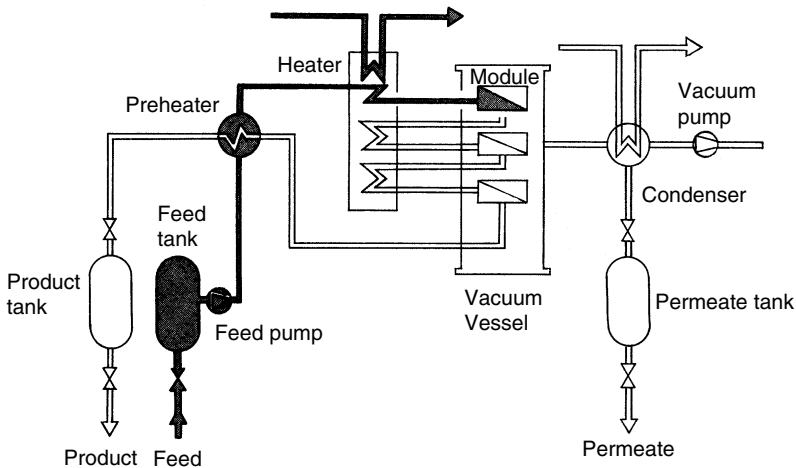 Heater
Module
Preheater
Vacuum
pump
Condenser
Feed
tank
Product
tank
Feed pump
Vacuum
Vessel
Permeate tank
Product
Feed
Permeate